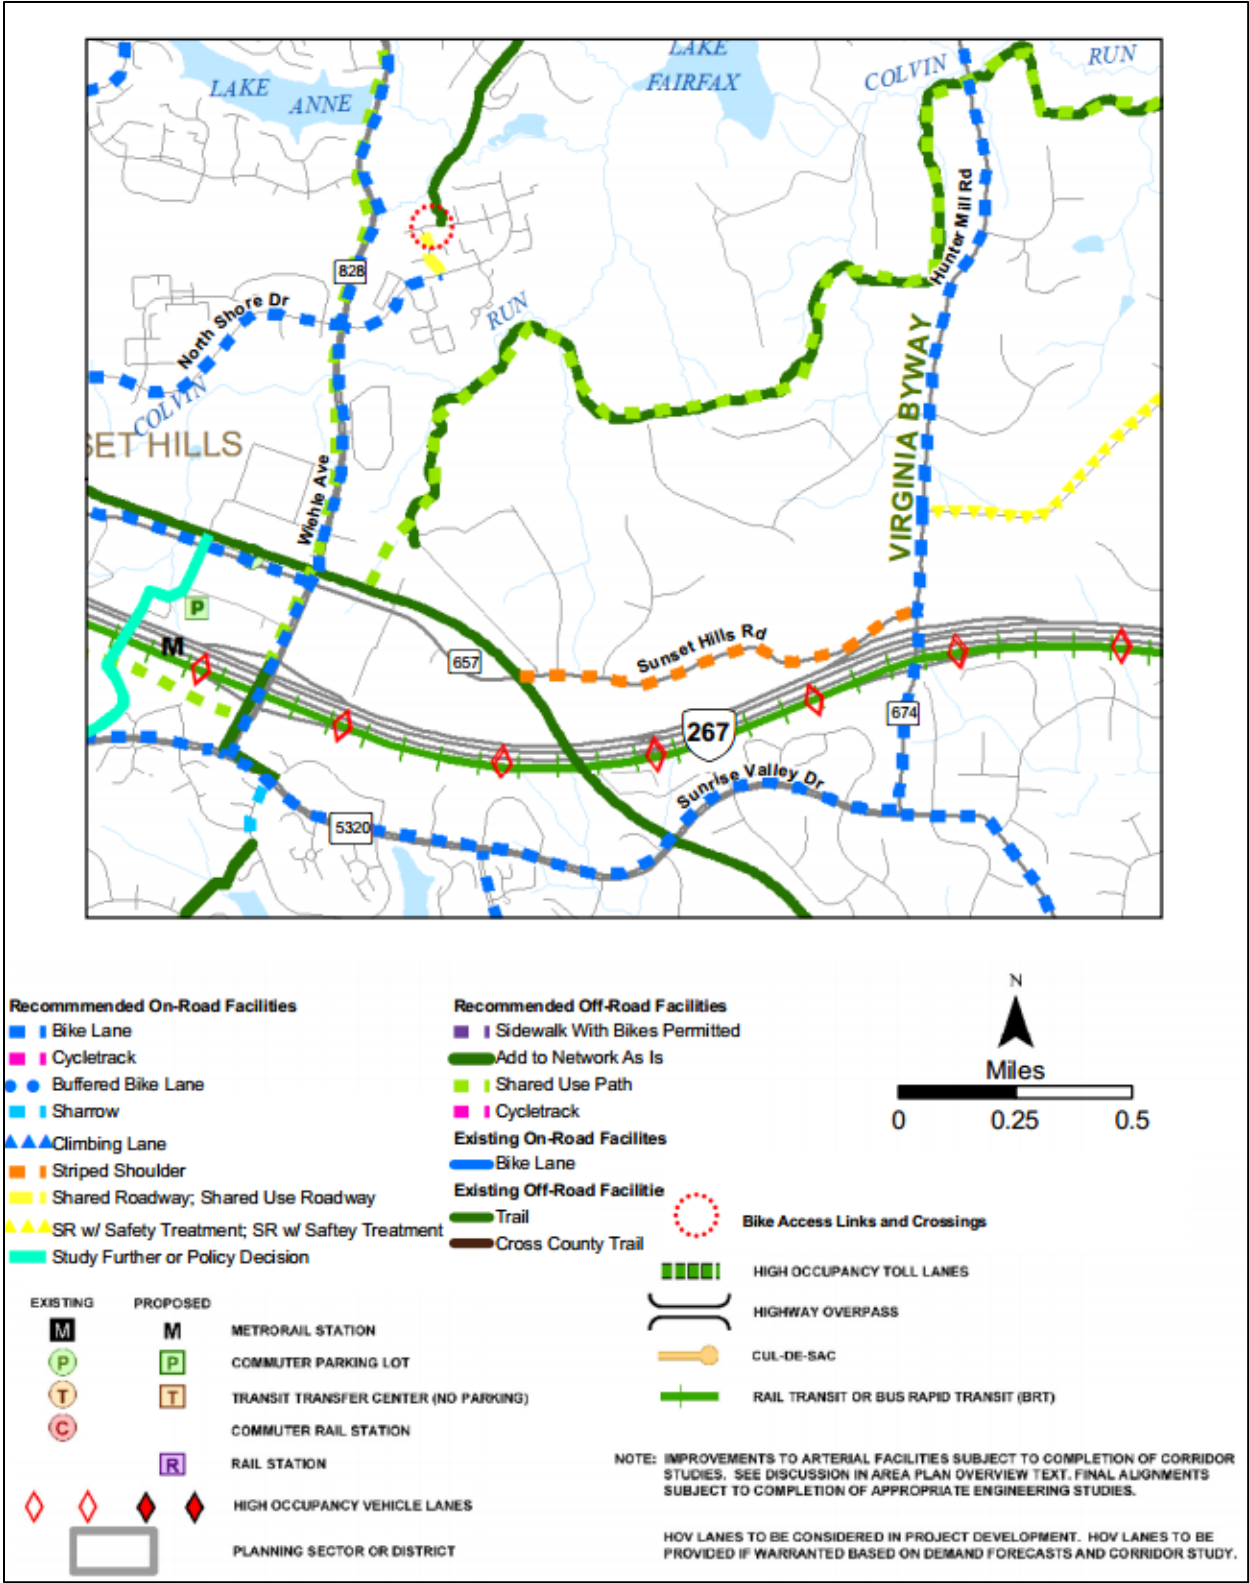 LAKE
ANNE
LAKE
FAIRFAX
COLVIN
RUN
Hunter Mill Rd
828
North Shore Dr
RUN
COLVIN
SET HILLS
VIRGINIA BYWAY
Wiehle Ave
P
M
Sunset Hills Rd
657
674
267
Sunrise Valley Dr
5320
N
Miles
0 0.25 0.5
Recommmended On-Road Facilities
Bike Lane
Cycletrack
Buffered Bike Lane
Sharrow
Climbing Lane
Striped Shoulder
Shared Roadway; Shared Use Roadway
SR w/ Safety Treatment; SR w/ Saftey Treatment
Study Further or Policy Decision
Recommended Off-Road Facilities
Sidewalk With Bikes Permitted
Add to Network As Is
Shared Use Path
Cycletrack
Existing On-Road Facilites
Bike Lane
Existing Off-Road Facilitie
Trail
Cross County Trail
Bike Access Links and Crossings
HIGH OCCUPANCY TOLL LANES
HIGHWAY OVERPASS
CUL-DE-SAC
RAIL TRANSIT OR BUS RAPID TRANSIT (BRT)
EXISTING PROPOSED
M M METRORAIL STATION
P P COMMUTER PARKING LOT
T T TRANSIT TRANSFER CENTER (NO PARKING)
C COMMUTER RAIL STATION
R RAIL STATION
HIGH OCCUPANCY VEHICLE LANES
PLANNING SECTOR OR DISTRICT
NOTE: IMPROVEMENTS TO ARTERIAL FACILITIES SUBJECT TO COMPLETION OF CORRIDOR
STUDIES. SEE DISCUSSION IN AREA PLAN OVERVIEW TEXT. FINAL ALIGNMENTS
SUBJECT TO COMPLETION OF APPROPRIATE ENGINEERING STUDIES.
HOV LANES TO BE CONSIDERED IN PROJECT DEVELOPMENT. HOV LANES TO BE
PROVIDED IF WARRANTED BASED ON DEMAND FORECASTS AND CORRIDOR STUDY.